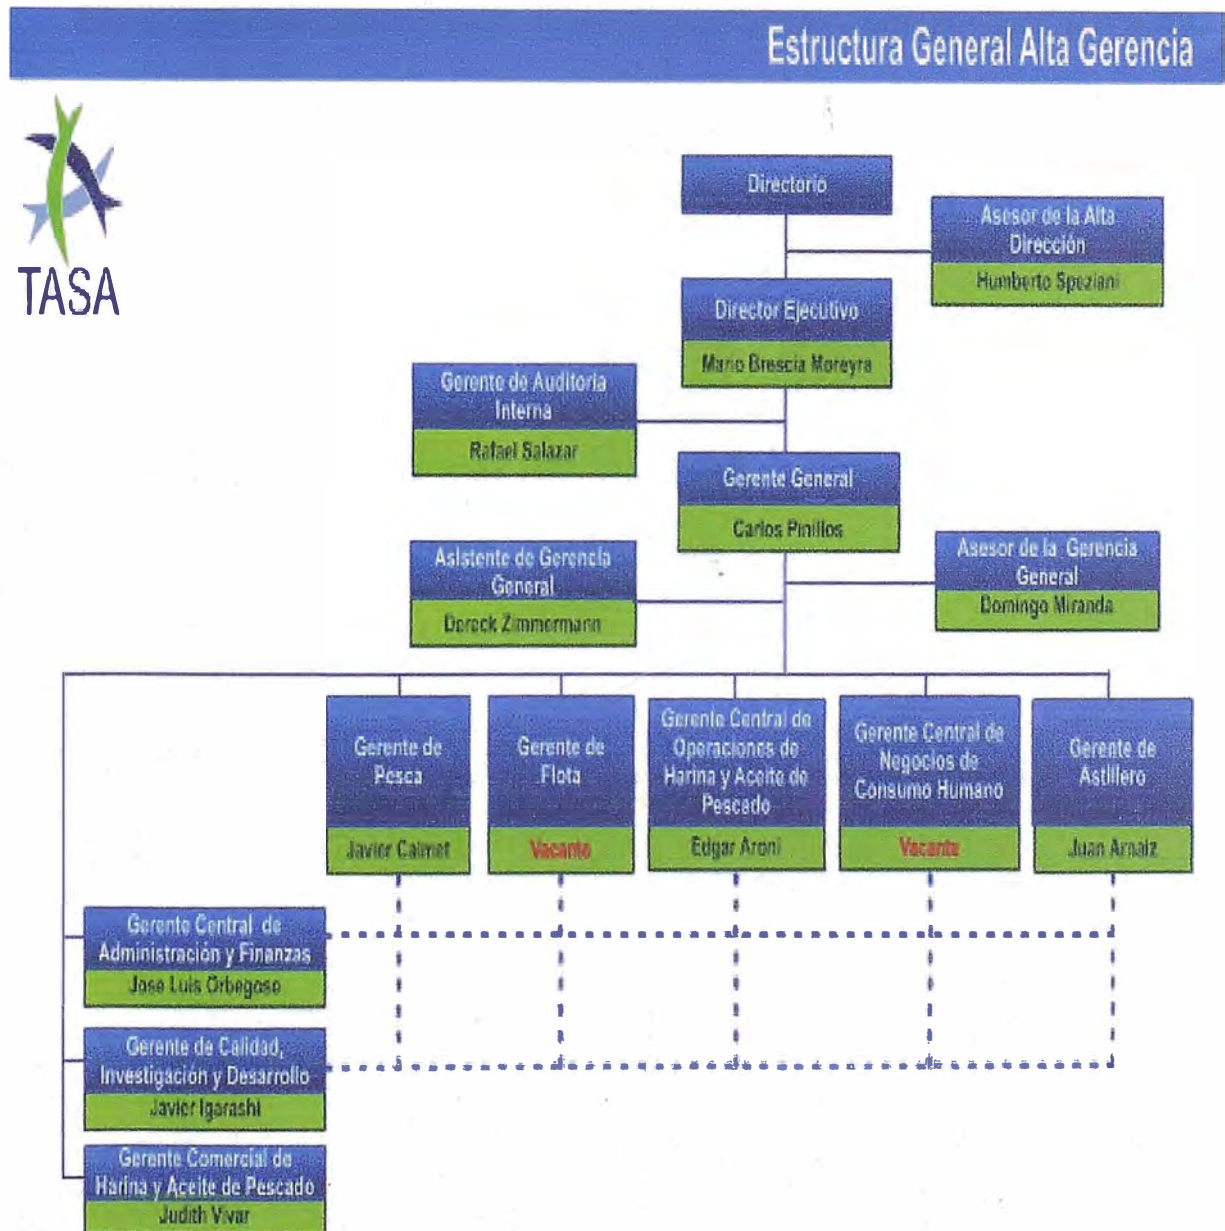 Estructura General Alta Gerencia
TASA
Directorio
Asesor de la Alta
Dirección
Humberto Speziani
Director Ejecutivo
Mario Brescia Moreyra
Gerente de Auditoría
Interna
Rafael Salazar
Gerente General
Carlos Pinillos
Asistente de Gerencia
General
Dereck Zimmermann
Asesor de la Gerencia
General
Domingo Miranda
Gerente de
Pesca
Javier Calmet
Gerente de
Flota
Vacante
Gerente Central de
Operaciones de
Harina y Aceite de
Pescado
Edgar Aroni
Gerente Central de
Negocios de
Consumo Humano
Vacante
Gerente de
Astillero
Juan Arnaiz
Gerente Central de
Administración y Finanzas
Jose Luis Orbegoso
Gerente de Calidad,
Investigación y Desarrollo
Javier Igarashi
Gerente Comercial de
Harina y Aceite de Pescado
Judith Vivar